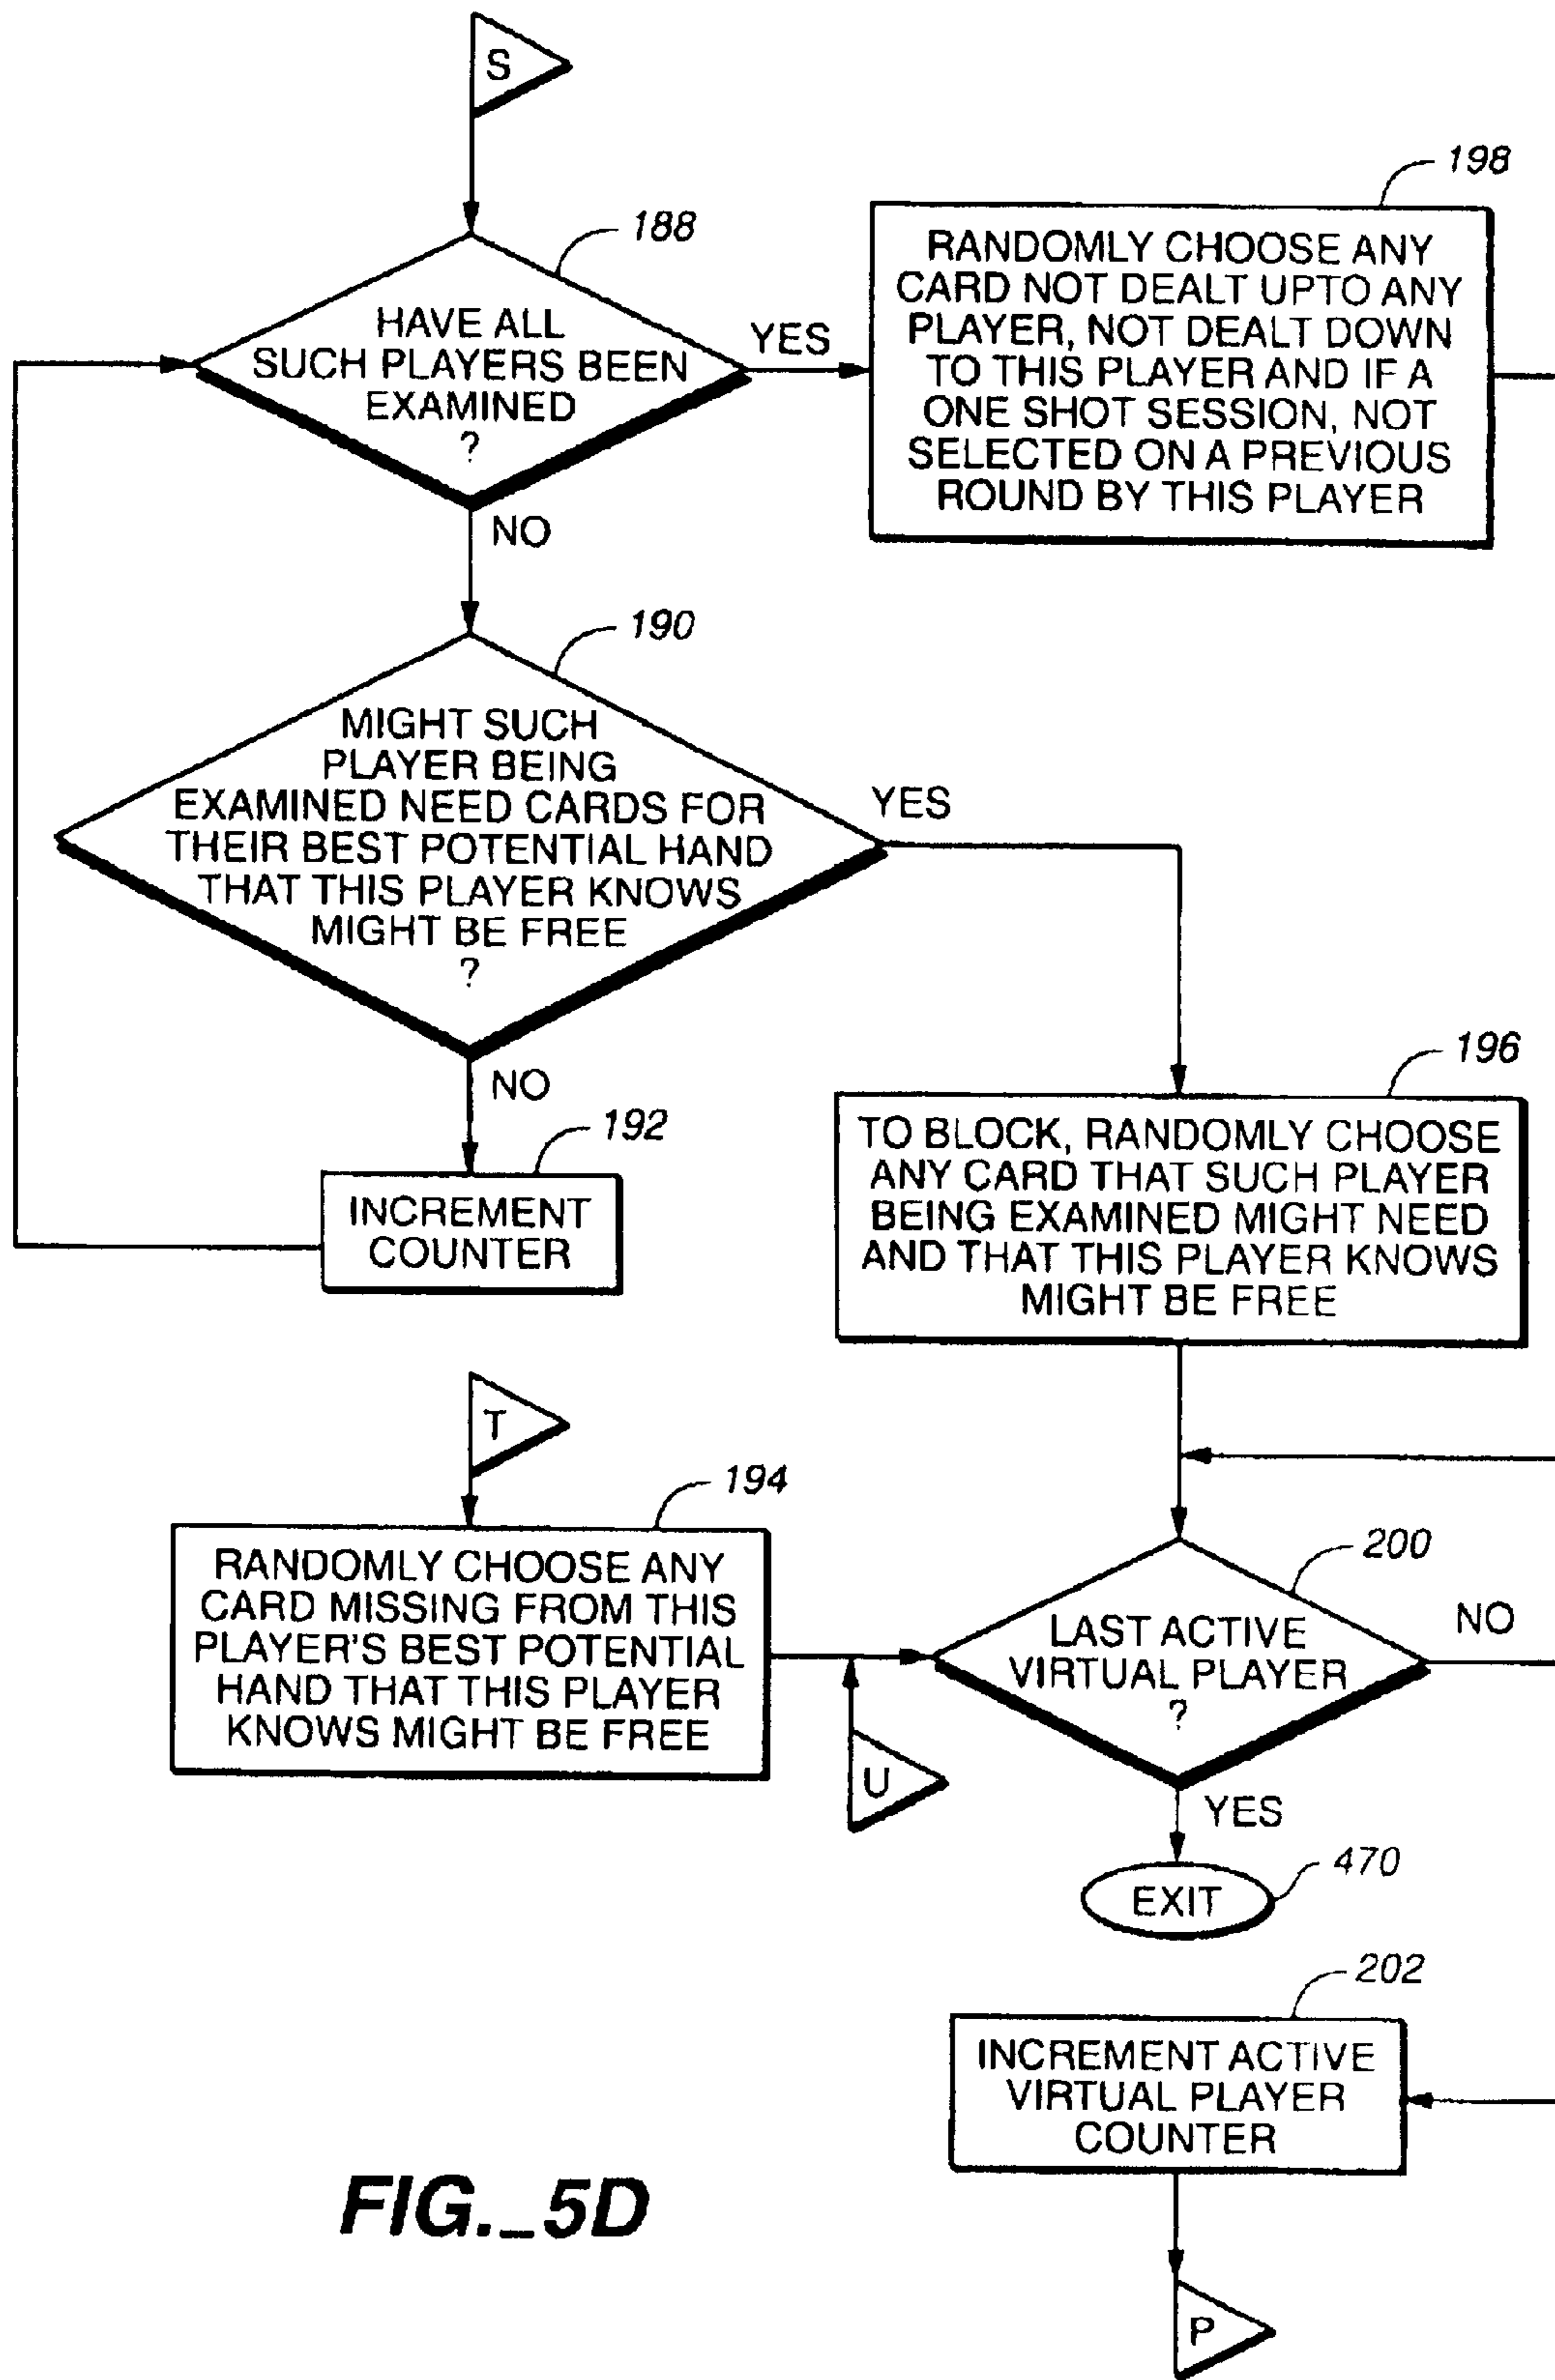 S
188
HAVE ALL
SUCH PLAYERS BEEN
EXAMINED
?
YES
NO
198
RANDOMLY CHOOSE ANY
CARD NOT DEALT UPTO ANY
PLAYER, NOT DEALT DOWN
TO THIS PLAYER AND IF A
ONE SHOT SESSION, NOT
SELECTED ON A PREVIOUS
ROUND BY THIS PLAYER
190
MIGHT SUCH
PLAYER BEING
EXAMINED NEED CARDS FOR
THEIR BEST POTENTIAL HAND
THAT THIS PLAYER KNOWS
MIGHT BE FREE
?
YES
NO
192
INCREMENT
COUNTER
196
TO BLOCK, RANDOMLY CHOOSE
ANY CARD THAT SUCH PLAYER
BEING EXAMINED MIGHT NEED
AND THAT THIS PLAYER KNOWS
MIGHT BE FREE
T
194
RANDOMLY CHOOSE ANY
CARD MISSING FROM THIS
PLAYER'S BEST POTENTIAL
HAND THAT THIS PLAYER
KNOWS MIGHT BE FREE
U
200
LAST ACTIVE
VIRTUAL PLAYER
?
NO
YES
470
EXIT
202
INCREMENT ACTIVE
VIRTUAL PLAYER
COUNTER
P
FIG._5D